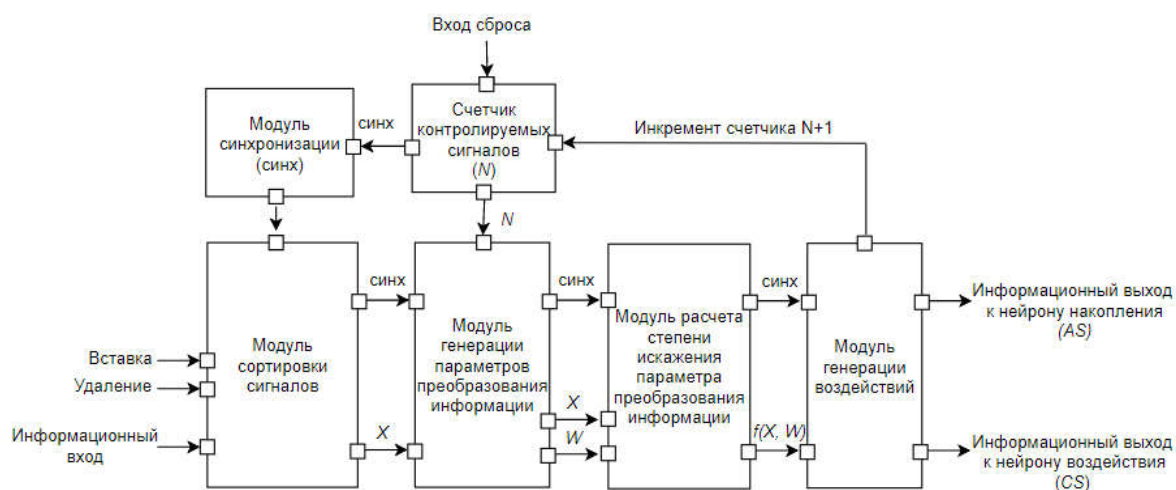 Вход сброса
Модуль
синхронизации
(синх)
синх
Счетчик
контролируемых
сигналов
(N)
Инкремент счетчика N+1
N
Вставка
Удаление
Информационный
вход
Модуль
сортировки
сигналов
синх
X
Модуль
генерации
параметров
преобразования
информации
синх
X
W
Модуль расчета
степени
искажения
параметра
преобразования
информации
синх
f(X, W)
Модуль
генерации
воздействий
Информационный выход
к нейрону накопления
(AS)
Информационный выход
к нейрону воздействия
(CS)